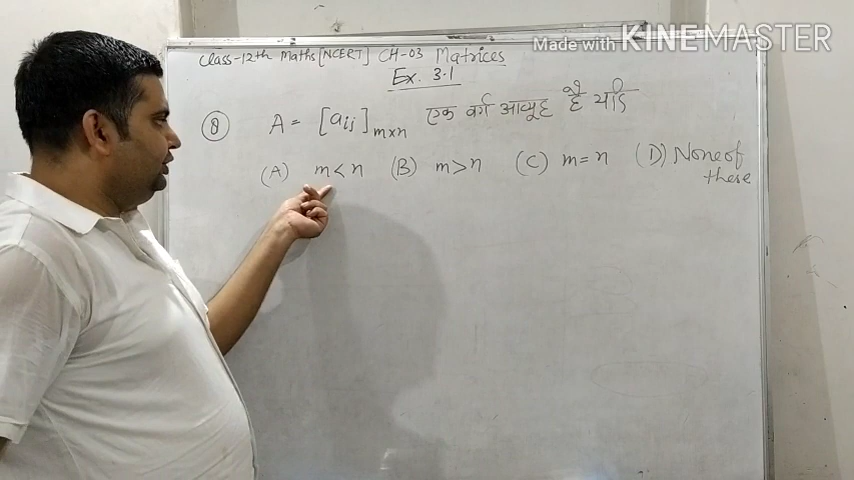 Made with KINEMASTER
Class-12th Maths [NCERT] CH-03 Matrices
Ex. 3.1
8 A = [aij]m×n एक वर्ग आव्यूह है यदि
(A) m < n (B) m > n (C) m = n (D) None of
these